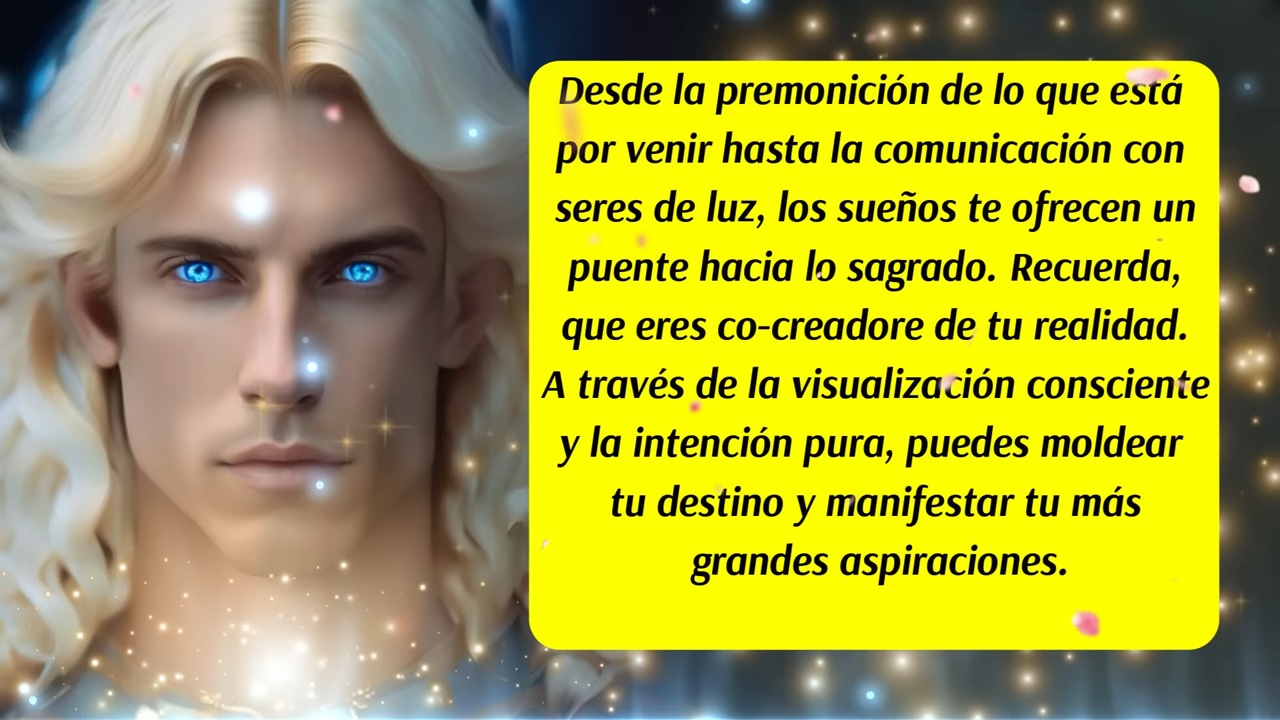 Desde la premonición de lo que está
por venir hasta la comunicación con
seres de luz, los sueños te ofrecen un
puente hacia lo sagrado. Recuerda,
que eres co-creadore de tu realidad.
A través de la visualización consciente
y la intención pura, puedes moldear
tu destino y manifestar tu más
grandes aspiraciones.